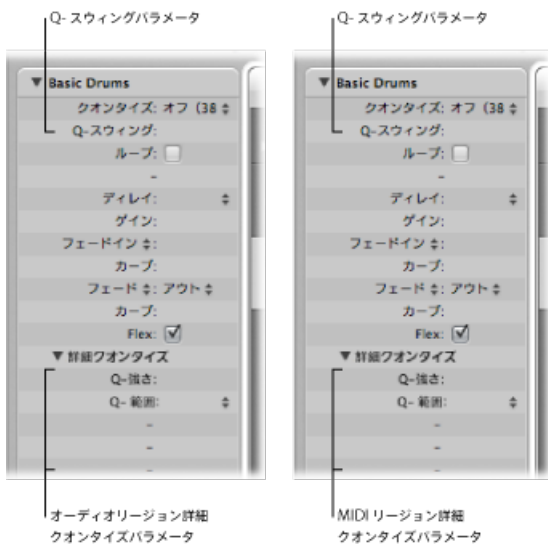 Q- スウィングパラメータ
▼ Basic Drums
クオンタイズ: オフ (38
Q-スウィング:
ループ:
-
ディレイ:
ゲイン:
フェードイン:
カーブ:
フェード: アウト
カーブ:
Flex: ✓
▼ 詳細クオンタイズ
Q-強さ:
Q- 範囲:
-
-
-
オーディオリージョン詳細
クオンタイズパラメータ
Q- スウィングパラメータ
▼ Basic Drums
クオンタイズ: オフ (38
Q-スウィング:
ループ:
-
ディレイ:
ゲイン:
フェードイン:
カーブ:
フェード: アウト
カーブ:
Flex: ✓
▼ 詳細クオンタイズ
Q-強さ:
Q- 範囲:
-
-
-
MIDI リージョン詳細
クオンタイズパラメータ